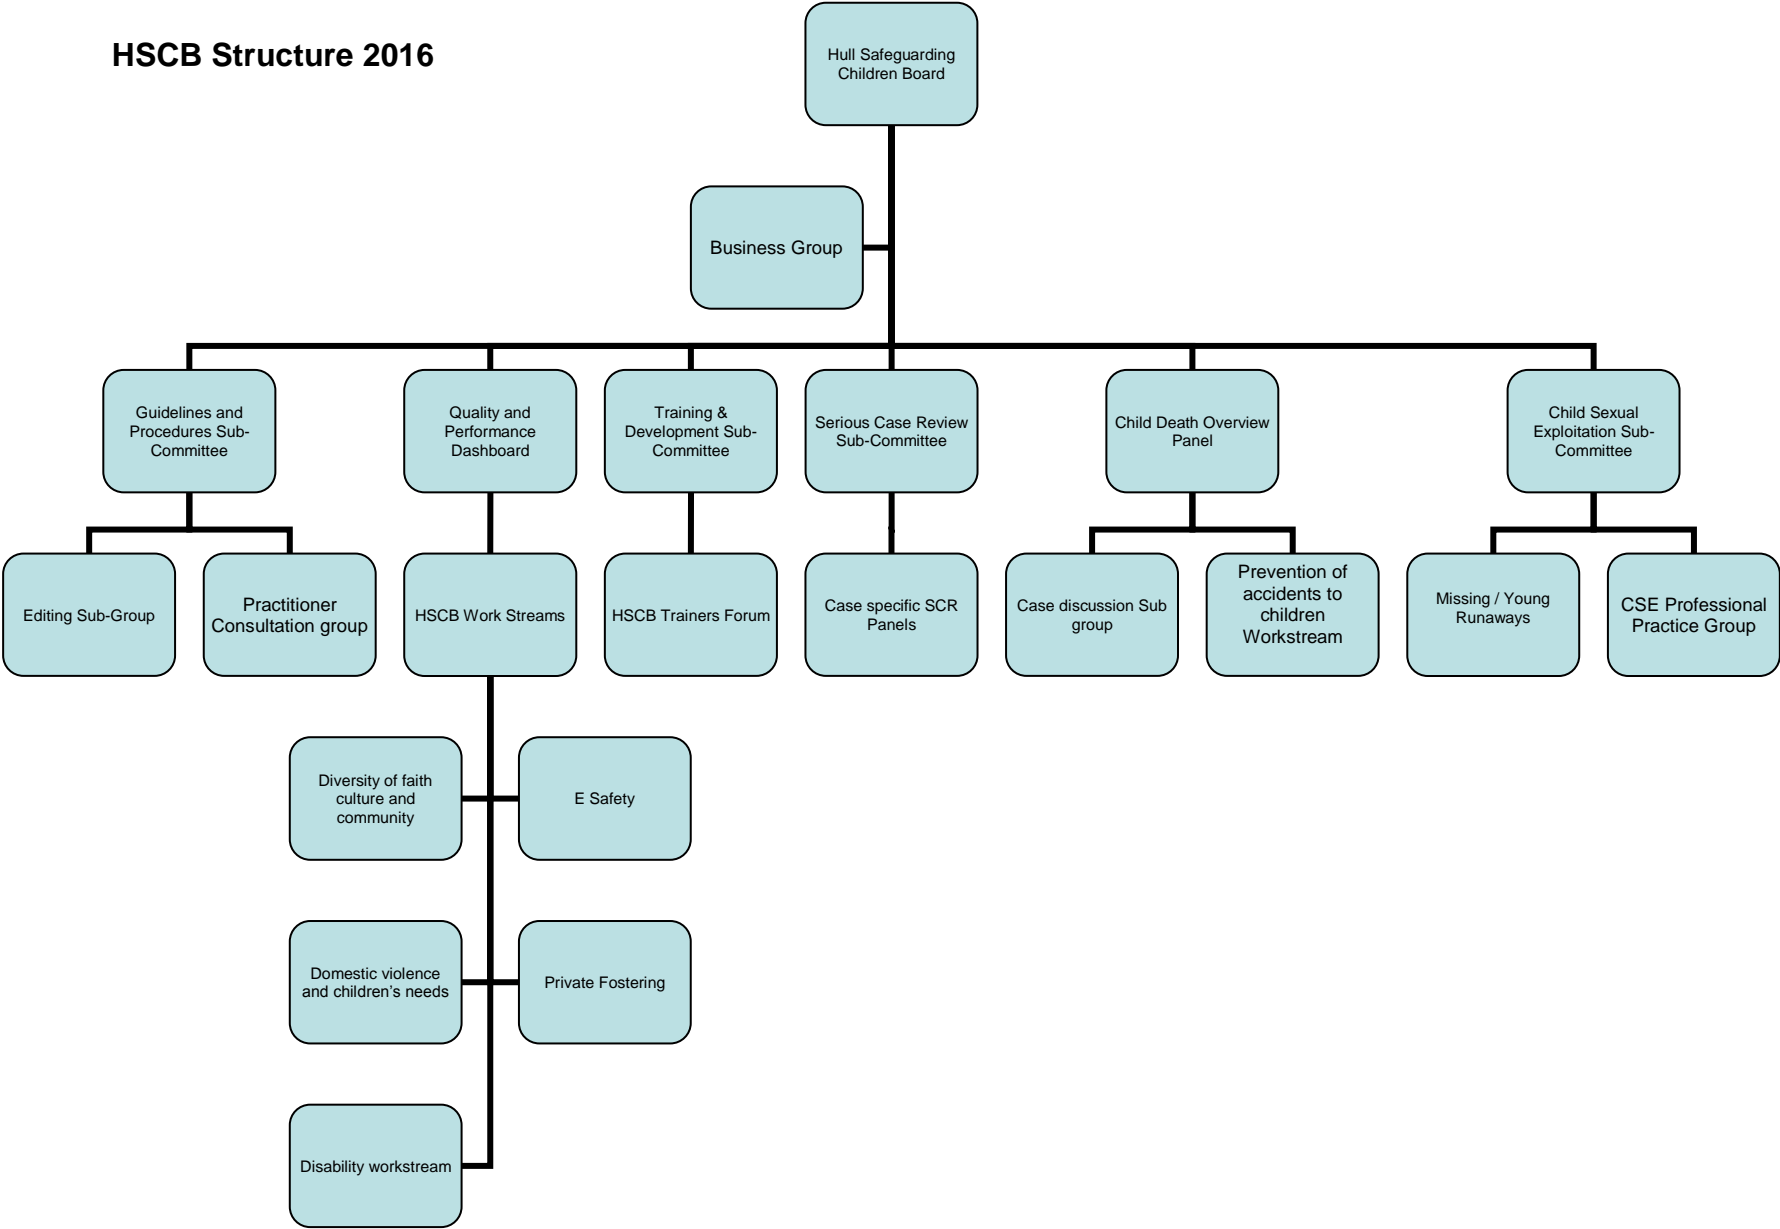 HSCB Structure 2016
Hull Safeguarding
Children Board
Business Group
Guidelines and
Procedures Sub-
Committee
Quality and
Performance
Dashboard
Training &
Development Sub-
Committee
Serious Case Review
Sub-Committee
Child Death Overview
Panel
Child Sexual
Exploitation Sub-
Committee
Editing Sub-Group
Practitioner
Consultation group
HSCB Work Streams
HSCB Trainers Forum
Case specific SCR
Panels
Case discussion Sub
group
Prevention of
accidents to
children
Workstream
Missing / Young
Runaways
CSE Professional
Practice Group
Diversity of faith
culture and
community
E Safety
Domestic violence
and children’s needs
Private Fostering
Disability workstream